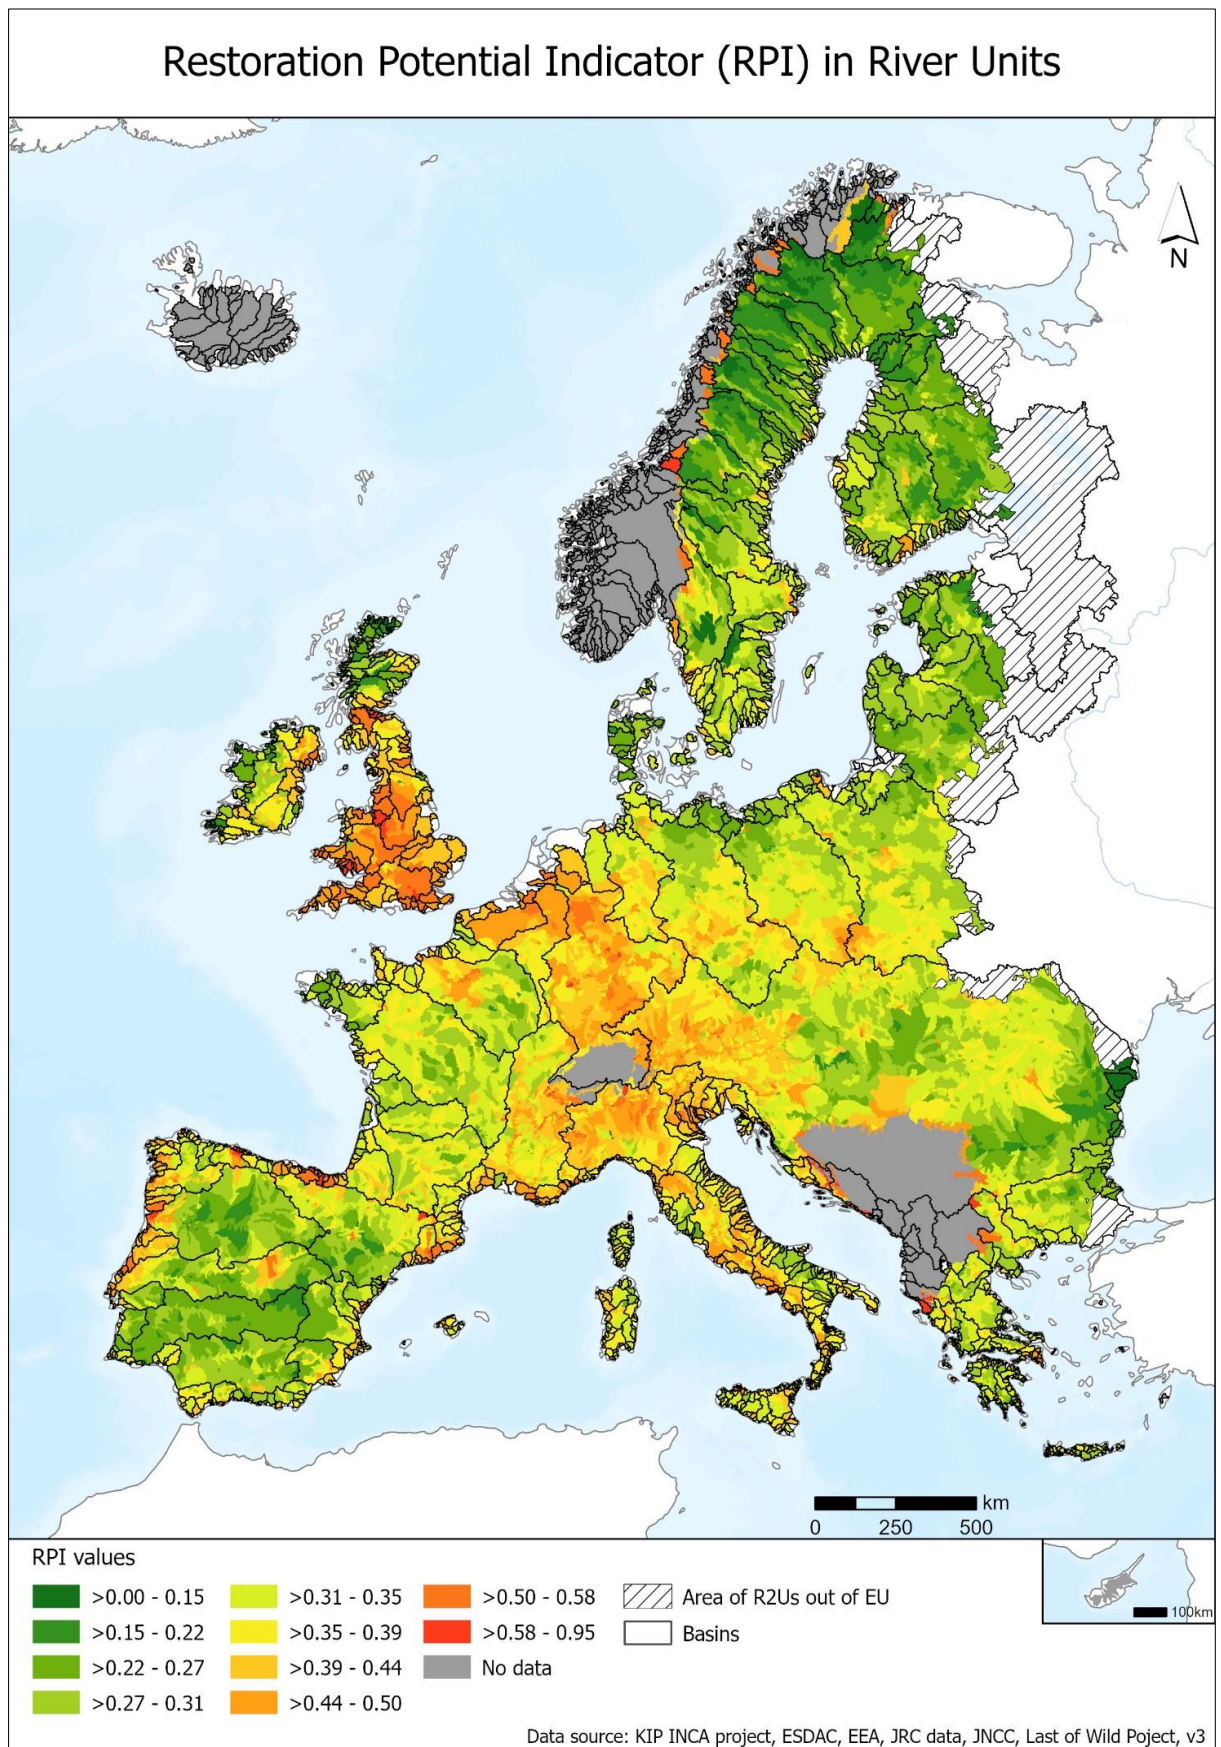 Restoration Potential Indicator (RPI) in River Units
N
km
0 250 500
RPI values
>0.00 - 0.15
>0.15 - 0.22
>0.22 - 0.27
>0.27 - 0.31
>0.31 - 0.35
>0.35 - 0.39
>0.39 - 0.44
>0.44 - 0.50
>0.50 - 0.58
>0.58 - 0.95
No data
Area of R2Us out of EU
Basins
100km
Data source: KIP INCA project, ESDAC, EEA, JRC data, JNCC, Last of Wild Poject, v3